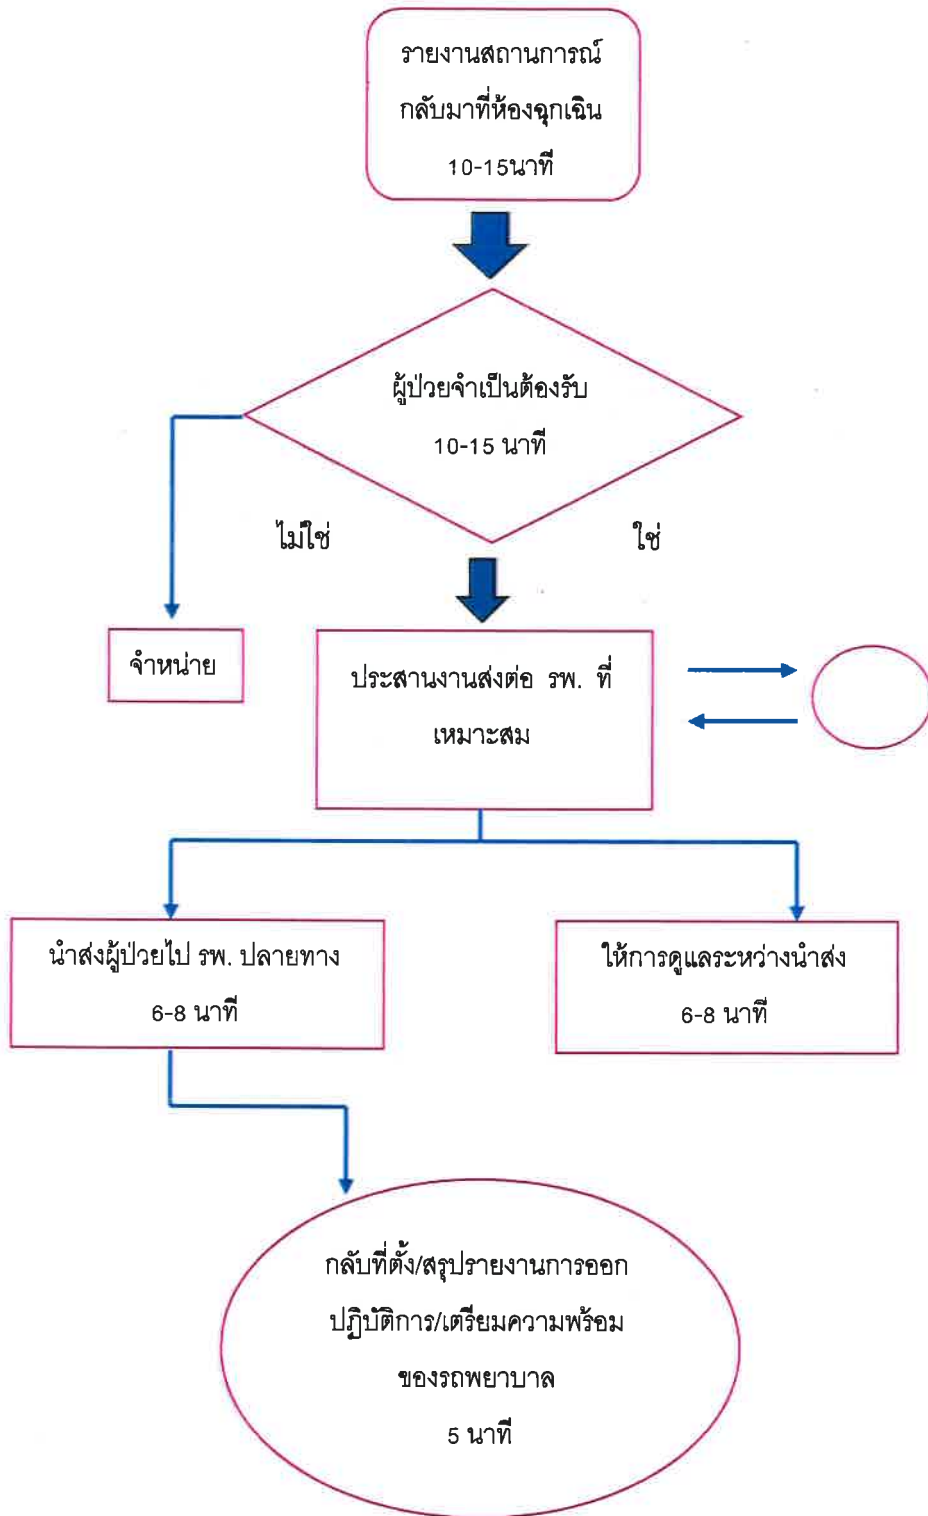 รายงานสถานการณ์
กลับมาที่ห้องฉุกเฉิน
10-15นาที
ผู้ป่วยจำเป็นต้องรับ
10-15 นาที
ไม่ใช่
ใช่
จำหน่าย
ประสานงานส่งต่อ รพ. ที่
เหมาะสม
นำส่งผู้ป่วยไป รพ. ปลายทาง
6-8 นาที
ให้การดูแลระหว่างนำส่ง
6-8 นาที
กลับที่ตั้ง/สรุปรายงานการออก
ปฏิบัติการ/เตรียมความพร้อม
ของรถพยาบาล
5 นาที